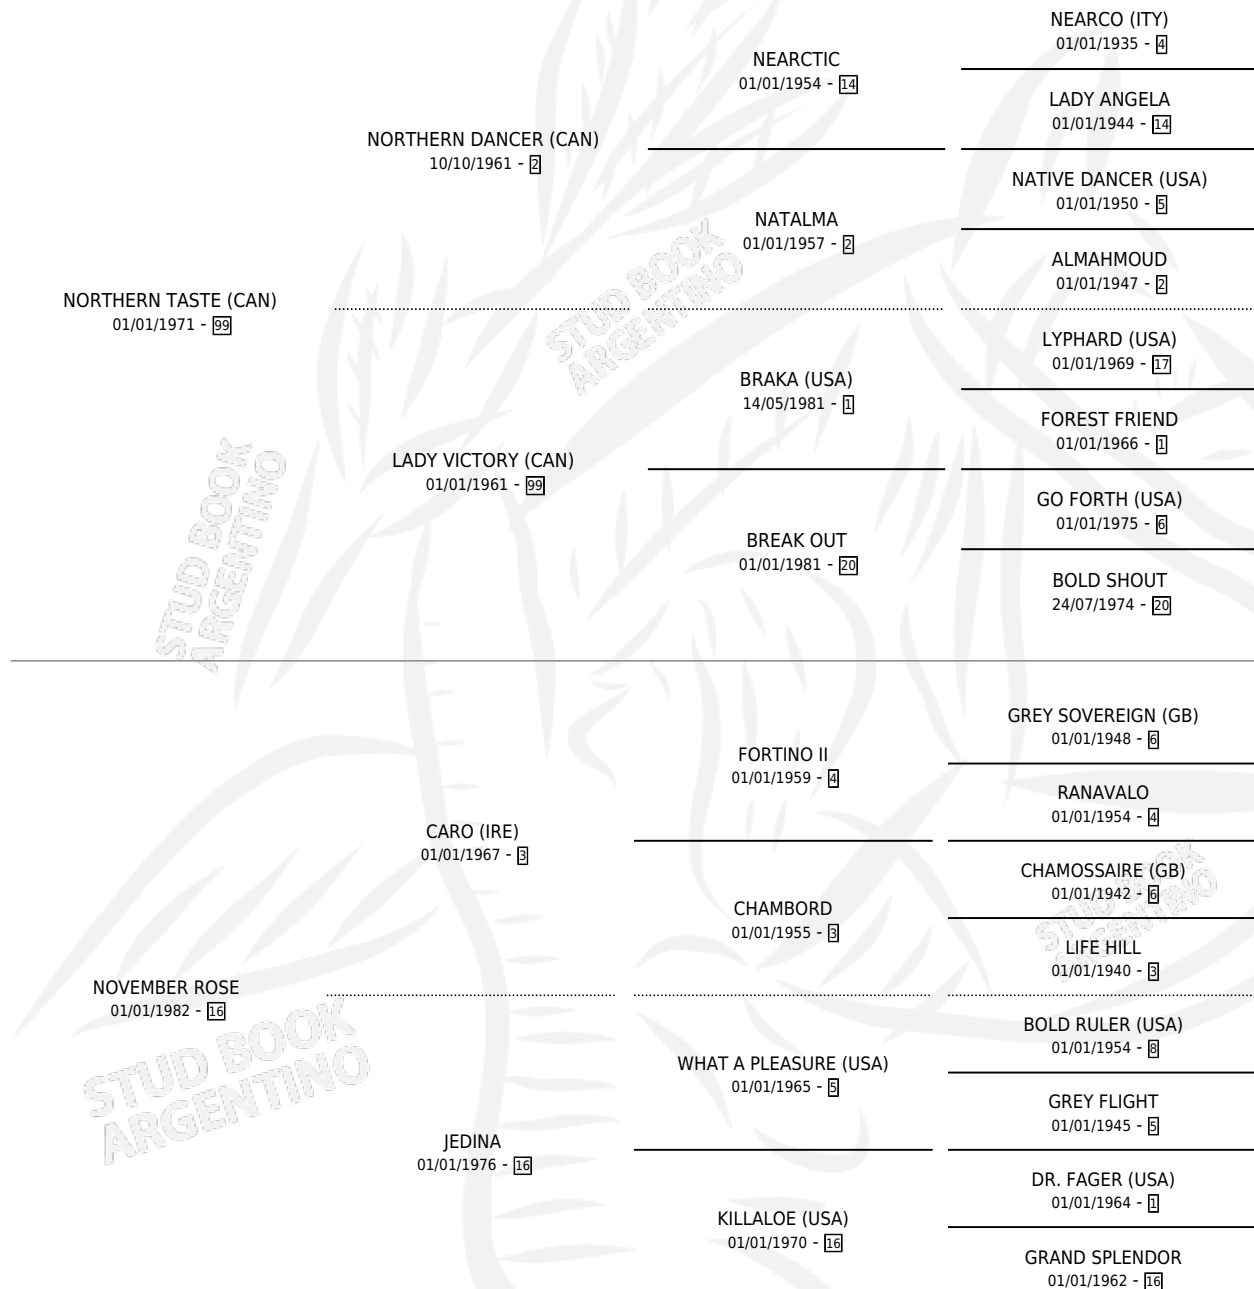 NEARCO (ITY)
01/01/1935 - 4
NEARCTIC
01/01/1954 - 14
LADY ANGELA
01/01/1944 - 14
NORTHERN DANCER (CAN)
10/10/1961 - 2
NATIVE DANCER (USA)
01/01/1950 - 5
NATALMA
01/01/1957 - 2
ALMAHMOUD
01/01/1947 - 2
NORTHERN TASTE (CAN)
01/01/1971 - 99
LYPHARD (USA)
01/01/1969 - 17
BRAKA (USA)
14/05/1981 - 1
FOREST FRIEND
01/01/1966 - 1
LADY VICTORY (CAN)
01/01/1961 - 99
GO FORTH (USA)
01/01/1975 - 6
BREAK OUT
01/01/1981 - 20
BOLD SHOUT
24/07/1974 - 20
GREY SOVEREIGN (GB)
01/01/1948 - 6
FORTINO II
01/01/1959 - 4
RANAVALO
01/01/1954 - 4
CARO (IRE)
01/01/1967 - 3
CHAMOSSAIRE (GB)
01/01/1942 - 6
CHAMBORD
01/01/1955 - 3
LIFE HILL
01/01/1940 - 3
NOVEMBER ROSE
01/01/1982 - 16
BOLD RULER (USA)
01/01/1954 - 8
WHAT A PLEASURE (USA)
01/01/1965 - 5
GREY FLIGHT
01/01/1945 - 5
JEDINA
01/01/1976 - 16
DR. FAGER (USA)
01/01/1964 - 1
KILLALOE (USA)
01/01/1970 - 16
GRAND SPLENDOR
01/01/1962 - 16
STUD BOOK
ARGENTINO
STUD BOOK
ARGENTINO
STUD BOOK
ARGENTINO
STUD BOOK
ARGENTINO